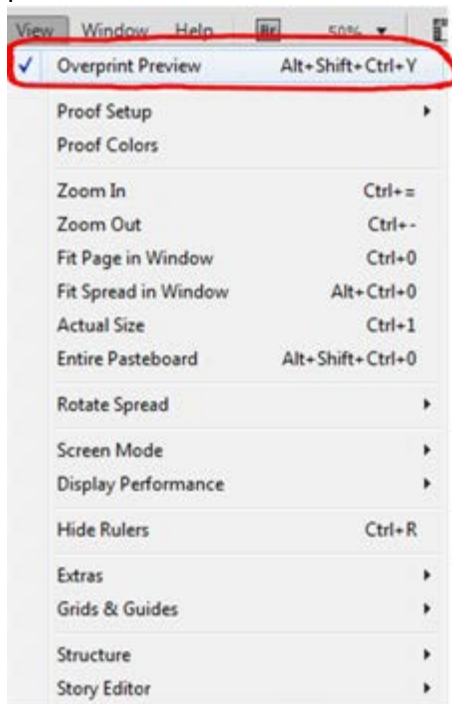 View Window Help Br 50%
Overprint Preview Alt+Shift+Ctrl+Y
Proof Setup
Proof Colors
Zoom In Ctrl+=
Zoom Out Ctrl+-
Fit Page in Window Ctrl+0
Fit Spread in Window Alt+Ctrl+0
Actual Size Ctrl+1
Entire Pasteboard Alt+Shift+Ctrl+0
Rotate Spread
Screen Mode
Display Performance
Hide Rulers Ctrl+R
Extras
Grids & Guides
Structure
Story Editor